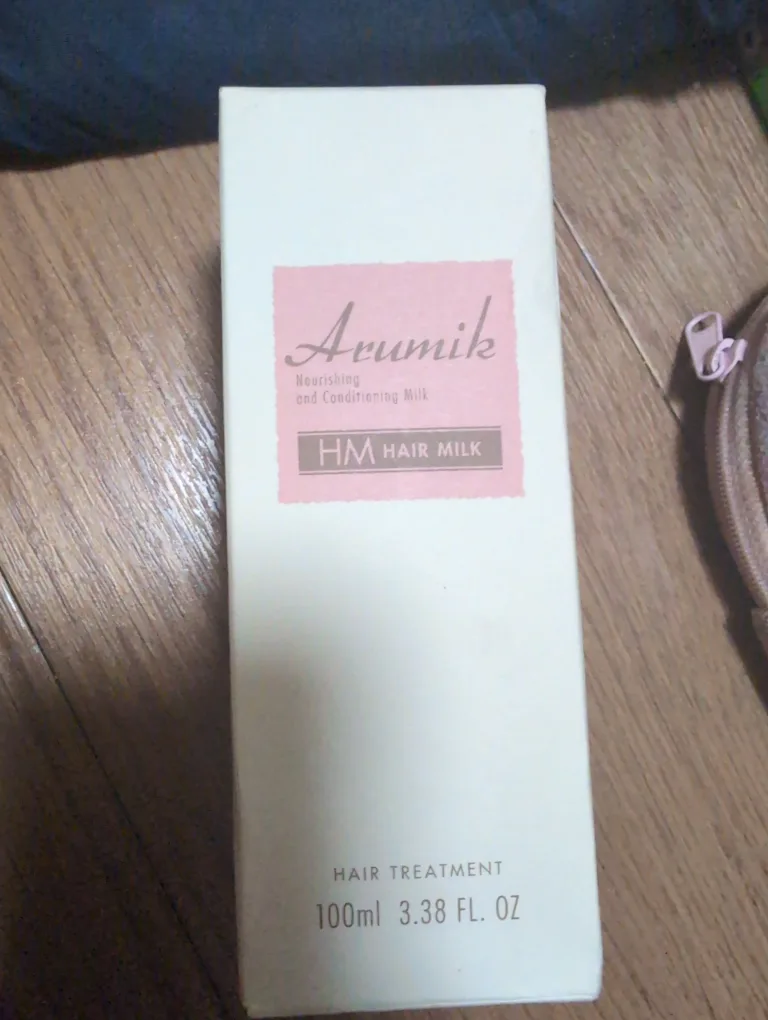 Arumik
Nourishing
and Conditioning Milk
HM HAIR MILK
HAIR TREATMENT
100ml 3.38 FL. OZ